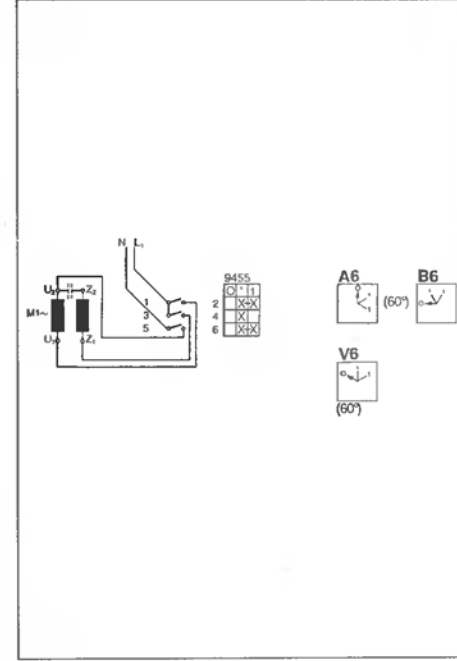 N L₁
U₂ Z₂
M1~
U₁ Z₁
1
3
5
9455
O ' 1
2 X X
4 X
6 X X
A6
(60°)
B6
V6
(60°)